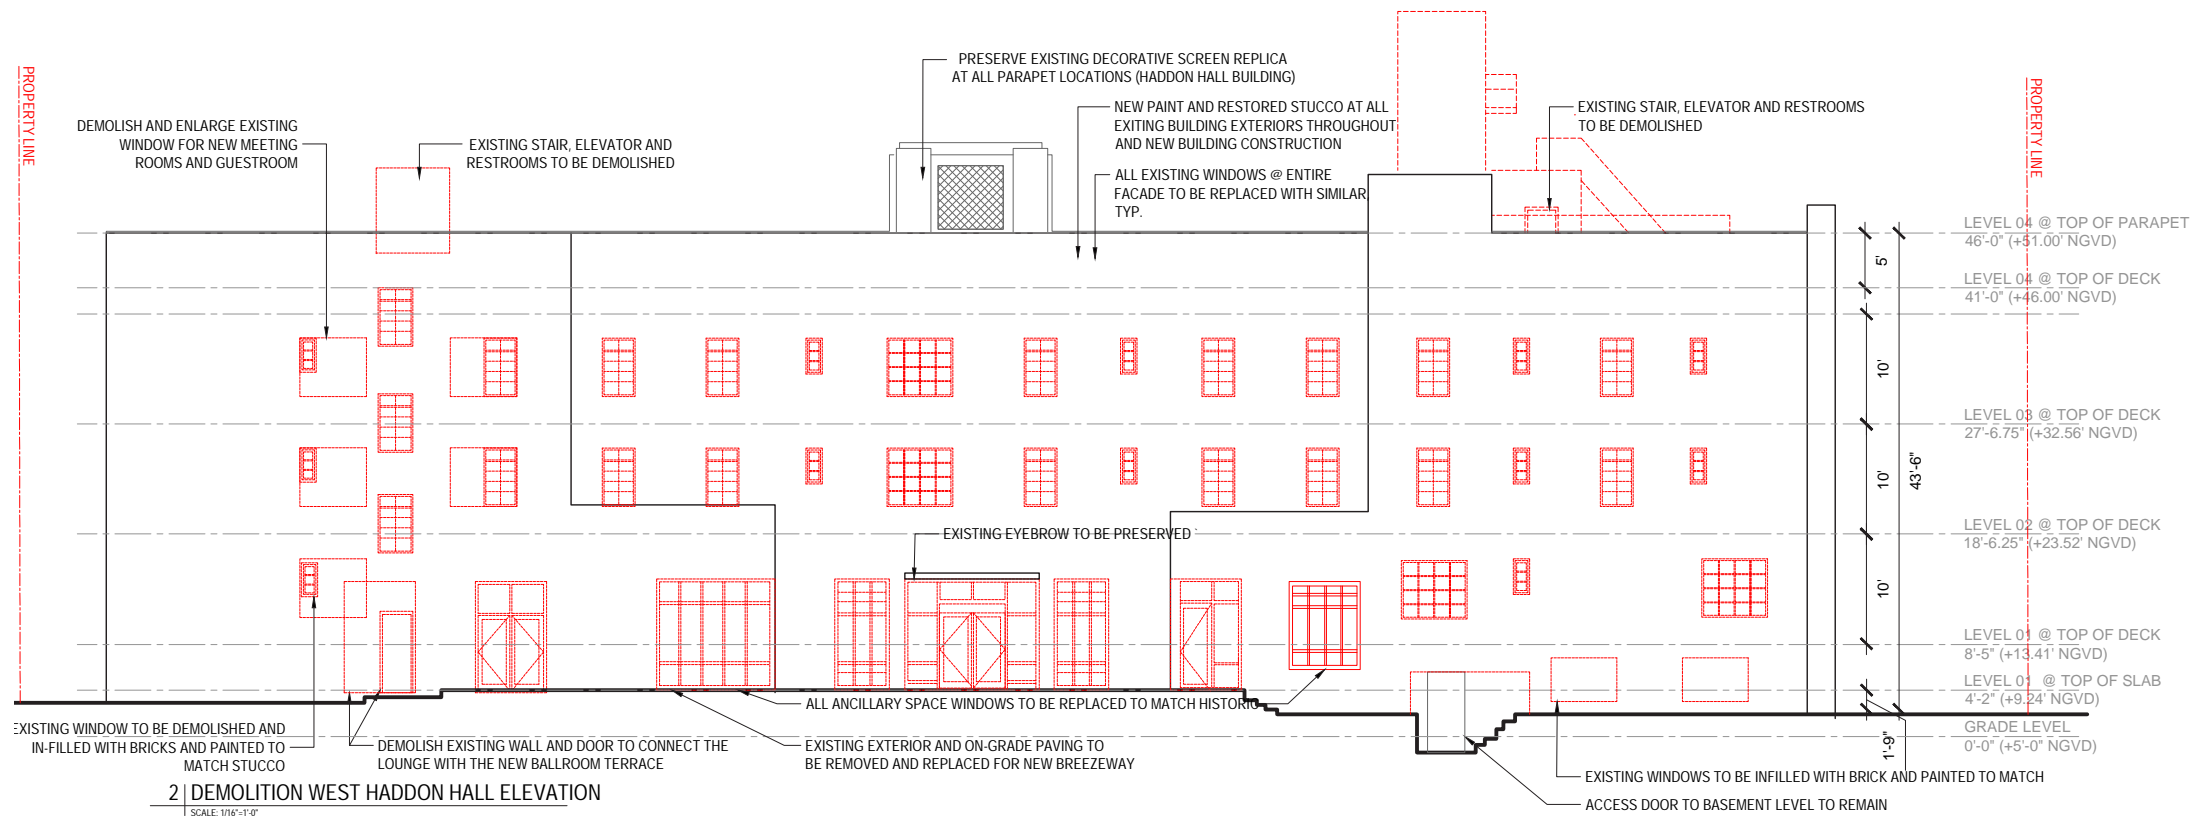 PROPERTY LINE
PRESERVE EXISTING DECORATIVE SCREEN REPLICA
AT ALL PARAPET LOCATIONS (HADDON HALL BUILDING)
DEMOLISH AND ENLARGE EXISTING
WINDOW FOR NEW MEETING
ROOMS AND GUESTROOM
EXISTING STAIR, ELEVATOR AND
RESTROOMS TO BE DEMOLISHED
NEW PAINT AND RESTORED STUCCO AT ALL
EXITING BUILDING EXTERIORS THROUGHOUT
AND NEW BUILDING CONSTRUCTION
ALL EXISTING WINDOWS @ ENTIRE
FACADE TO BE REPLACED WITH SIMILAR,
TYP.
EXISTING STAIR, ELEVATOR AND RESTROOMS
TO BE DEMOLISHED
PROPERTY LINE
LEVEL 04 @ TOP OF PARAPET
46'-0" (+51.00' NGVD)
5'
LEVEL 04 @ TOP OF DECK
41'-0" (+46.00' NGVD)
10'
LEVEL 03 @ TOP OF DECK
27'-6.75" (+32.56' NGVD)
10'
43'-6"
LEVEL 02 @ TOP OF DECK
18'-6.25" (+23.52' NGVD)
10'
LEVEL 01 @ TOP OF DECK
8'-5" (+13.41' NGVD)
LEVEL 01 @ TOP OF SLAB
4'-2" (+9.24' NGVD)
GRADE LEVEL
0'-0" (+5'-0" NGVD)
1'-9"
EXISTING EYEBROW TO BE PRESERVED
ALL ANCILLARY SPACE WINDOWS TO BE REPLACED TO MATCH HISTORIC
EXISTING WINDOW TO BE DEMOLISHED AND
IN-FILLED WITH BRICKS AND PAINTED TO
MATCH STUCCO
DEMOLISH EXISTING WALL AND DOOR TO CONNECT THE
LOUNGE WITH THE NEW BALLROOM TERRACE
EXISTING EXTERIOR AND ON-GRADE PAVING TO
BE REMOVED AND REPLACED FOR NEW BREEZEWAY
EXISTING WINDOWS TO BE INFILLED WITH BRICK AND PAINTED TO MATCH
ACCESS DOOR TO BASEMENT LEVEL TO REMAIN
2 DEMOLITION WEST HADDON HALL ELEVATION
SCALE: 1/16"=1'-0"